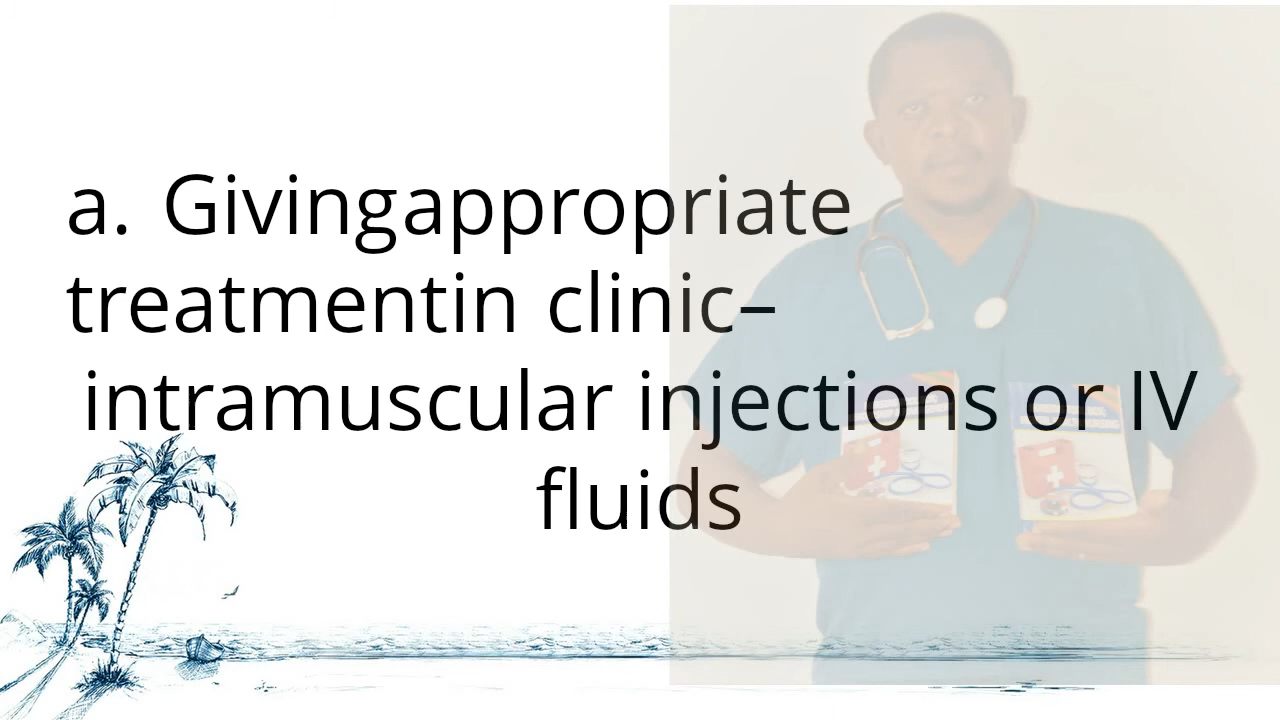 a. Givingappropriate
treatmentin clinic–
intramuscular injections or IV
fluids